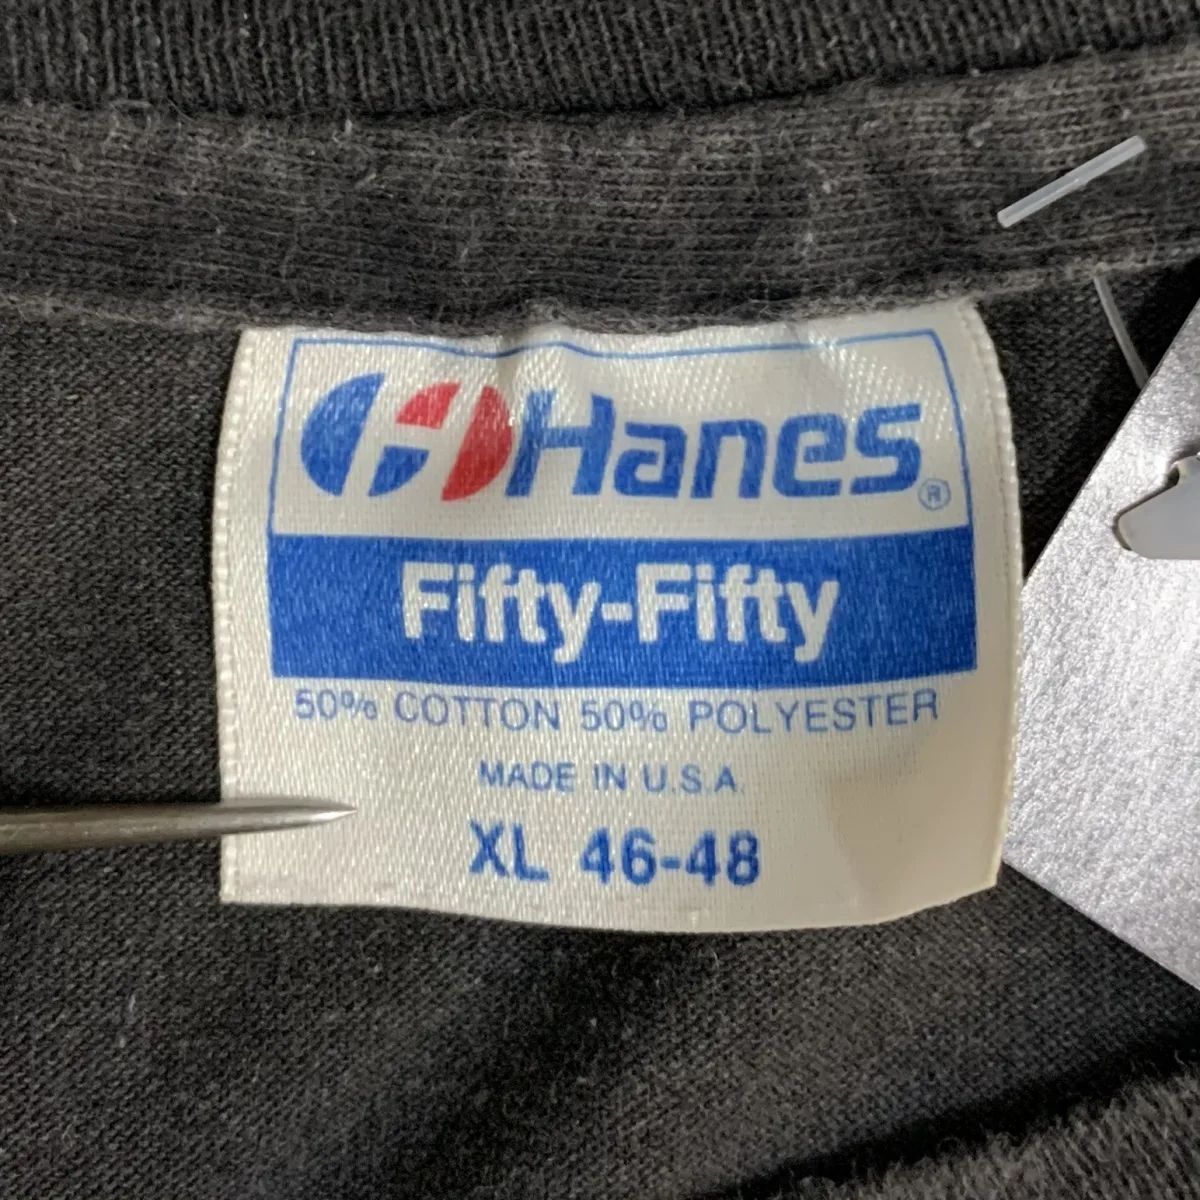 Hanes®
Fifty-Fifty
50% COTTON 50% POLYESTER
MADE IN U.S.A.
XL 46-48